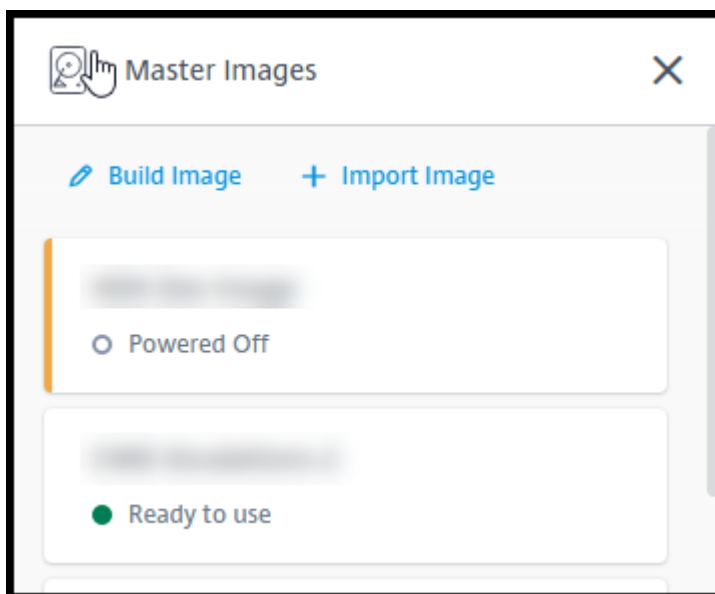 Master Images
Build Image
Import Image
Powered Off
Ready to use